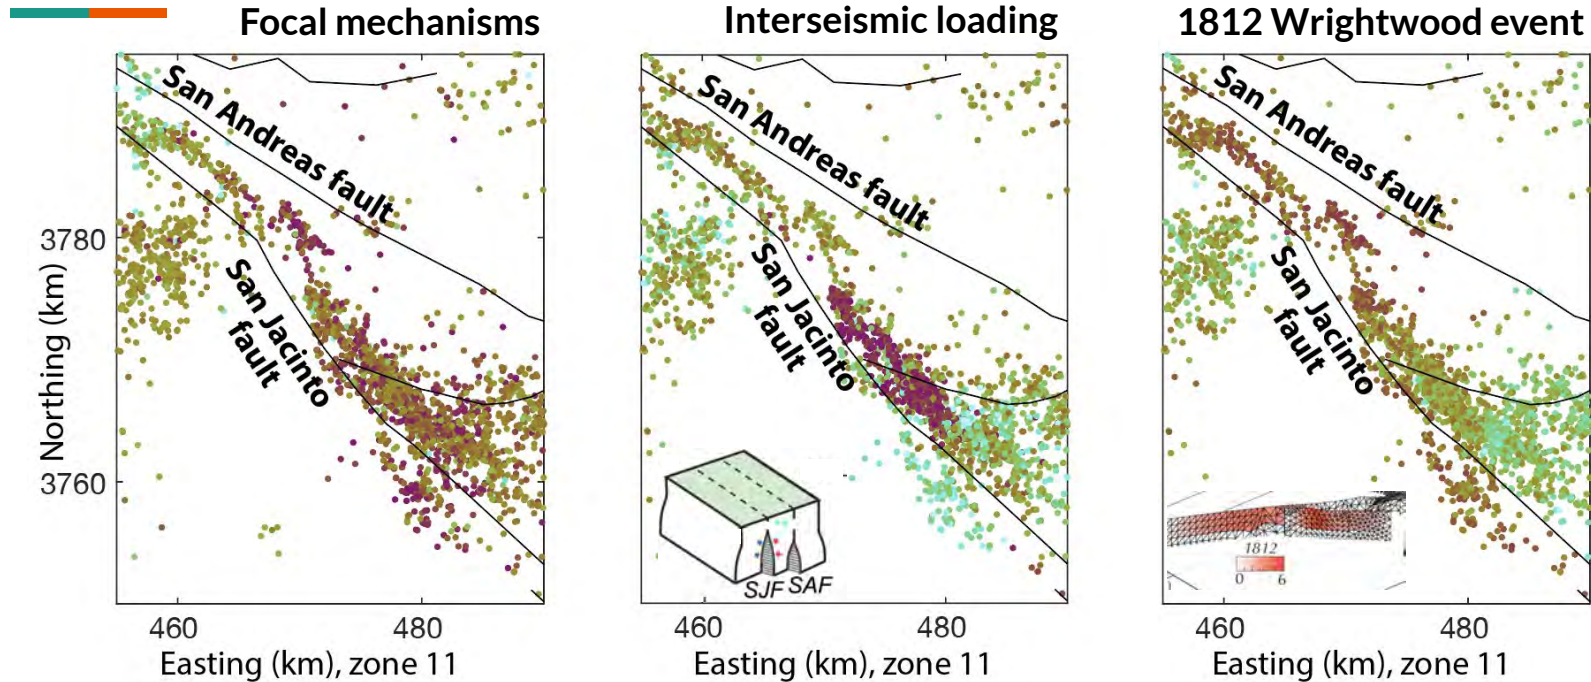 Focal mechanisms
Interseismic loading
1812 Wrightwood event
San Andreas fault
San Jacinto
fault
San Andreas fault
San Jacinto
fault
San Andreas fault
San Jacinto
fault
3780
3760
Northing (km)
SJF SAF
1812
0 6
460 480
460 480
460 480
Easting (km), zone 11
Easting (km), zone 11
Easting (km), zone 11